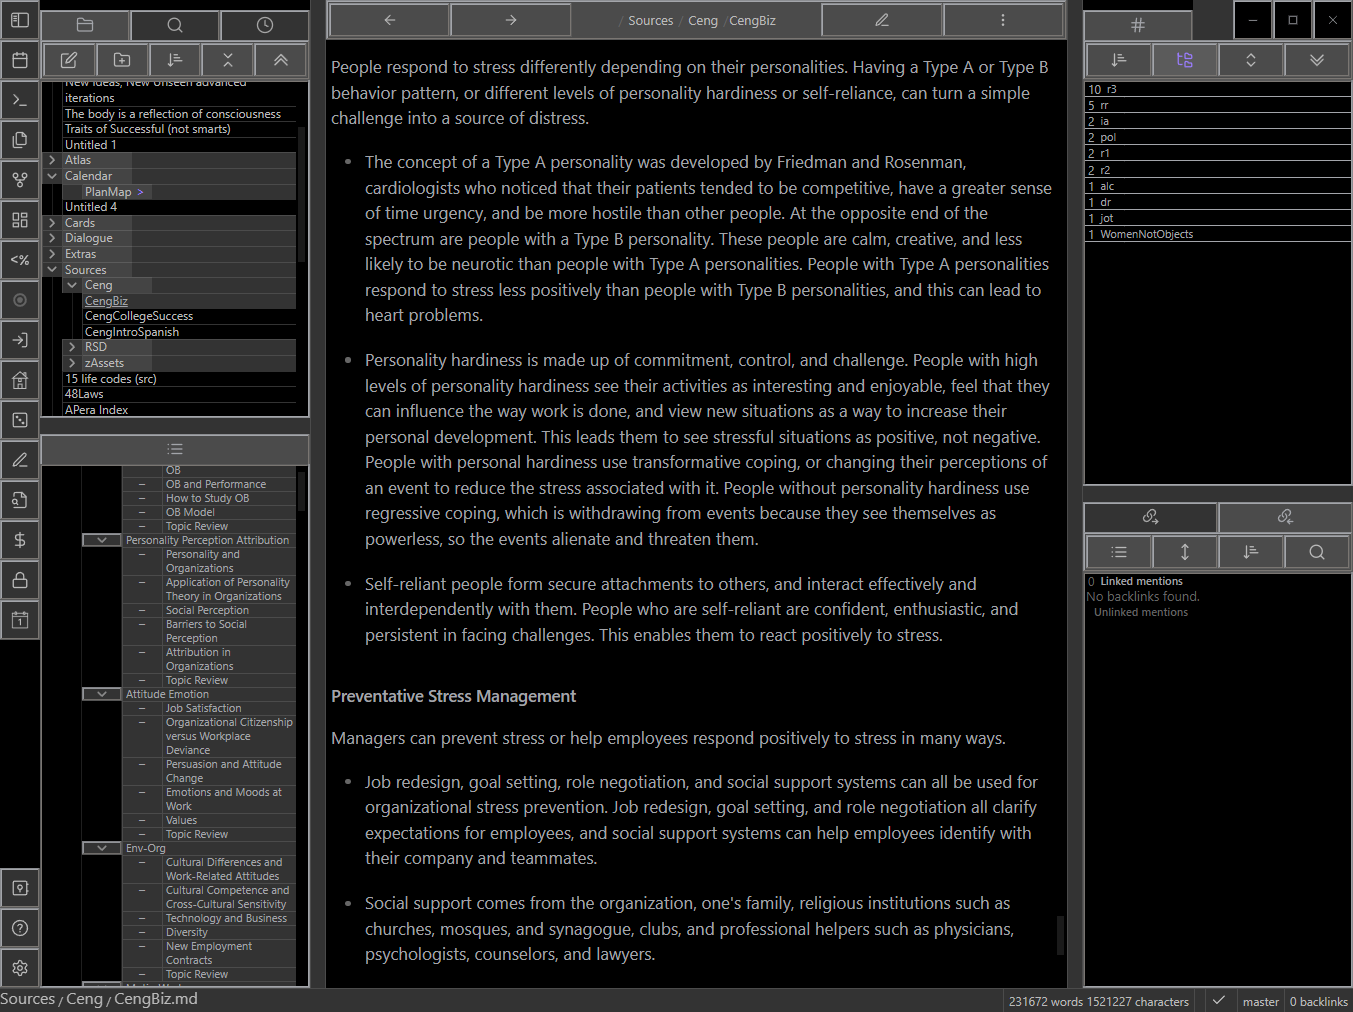 / Sources / Ceng / CengBiz
New Ideas, New Unseen advanced
iterations
The body is a reflection of consciousness
Traits of Successful (not smarts)
Untitled 1
Atlas
Calendar
PlanMap >
Untitled 4
Cards
Dialogue
Extras
Sources
Ceng
CengBiz
CengCollegeSuccess
CengIntroSpanish
RSD
zAssets
15 life codes (src)
48Laws
APera Index
<%
1
OB
OB and Performance
How to Study OB
OB Model
Topic Review
Personality Perception Attribution
Personality and
Organizations
Application of Personality
Theory in Organizations
Social Perception
Barriers to Social
Perception
Attribution in
Organizations
Topic Review
Attitude Emotion
Job Satisfaction
Organizational Citizenship
versus Workplace
Deviance
Persuasion and Attitude
Change
Emotions and Moods at
Work
Values
Topic Review
Env-Org
Cultural Differences and
Work-Related Attitudes
Cultural Competence and
Cross-Cultural Sensitivity
Technology and Business
Diversity
New Employment
Contracts
Topic Review
People respond to stress differently depending on their personalities. Having a Type A or Type B
behavior pattern, or different levels of personality hardiness or self-reliance, can turn a simple
challenge into a source of distress.
• The concept of a Type A personality was developed by Friedman and Rosenman,
cardiologists who noticed that their patients tended to be competitive, have a greater sense
of time urgency, and be more hostile than other people. At the opposite end of the
spectrum are people with a Type B personality. These people are calm, creative, and less
likely to be neurotic than people with Type A personalities. People with Type A personalities
respond to stress less positively than people with Type B personalities, and this can lead to
heart problems.
• Personality hardiness is made up of commitment, control, and challenge. People with high
levels of personality hardiness see their activities as interesting and enjoyable, feel that they
can influence the way work is done, and view new situations as a way to increase their
personal development. This leads them to see stressful situations as positive, not negative.
People with personal hardiness use transformative coping, or changing their perceptions of
an event to reduce the stress associated with it. People without personality hardiness use
regressive coping, which is withdrawing from events because they see themselves as
powerless, so the events alienate and threaten them.
• Self-reliant people form secure attachments to others, and interact effectively and
interdependently with them. People who are self-reliant are confident, enthusiastic, and
persistent in facing challenges. This enables them to react positively to stress.
Preventative Stress Management
Managers can prevent stress or help employees respond positively to stress in many ways.
• Job redesign, goal setting, role negotiation, and social support systems can all be used for
organizational stress prevention. Job redesign, goal setting, and role negotiation all clarify
expectations for employees, and social support systems can help employees identify with
their company and teammates.
• Social support comes from the organization, one's family, religious institutions such as
churches, mosques, and synagogue, clubs, and professional helpers such as physicians,
psychologists, counselors, and lawyers.
#
10 r3
5 rr
2 ia
2 pol
2 r1
2 r2
1 alc
1 dr
1 jot
1 WomenNotObjects
0 Linked mentions
No backlinks found.
Unlinked mentions
Sources / Ceng / CengBiz.md
231672 words 1521227 characters
master
0 backlinks